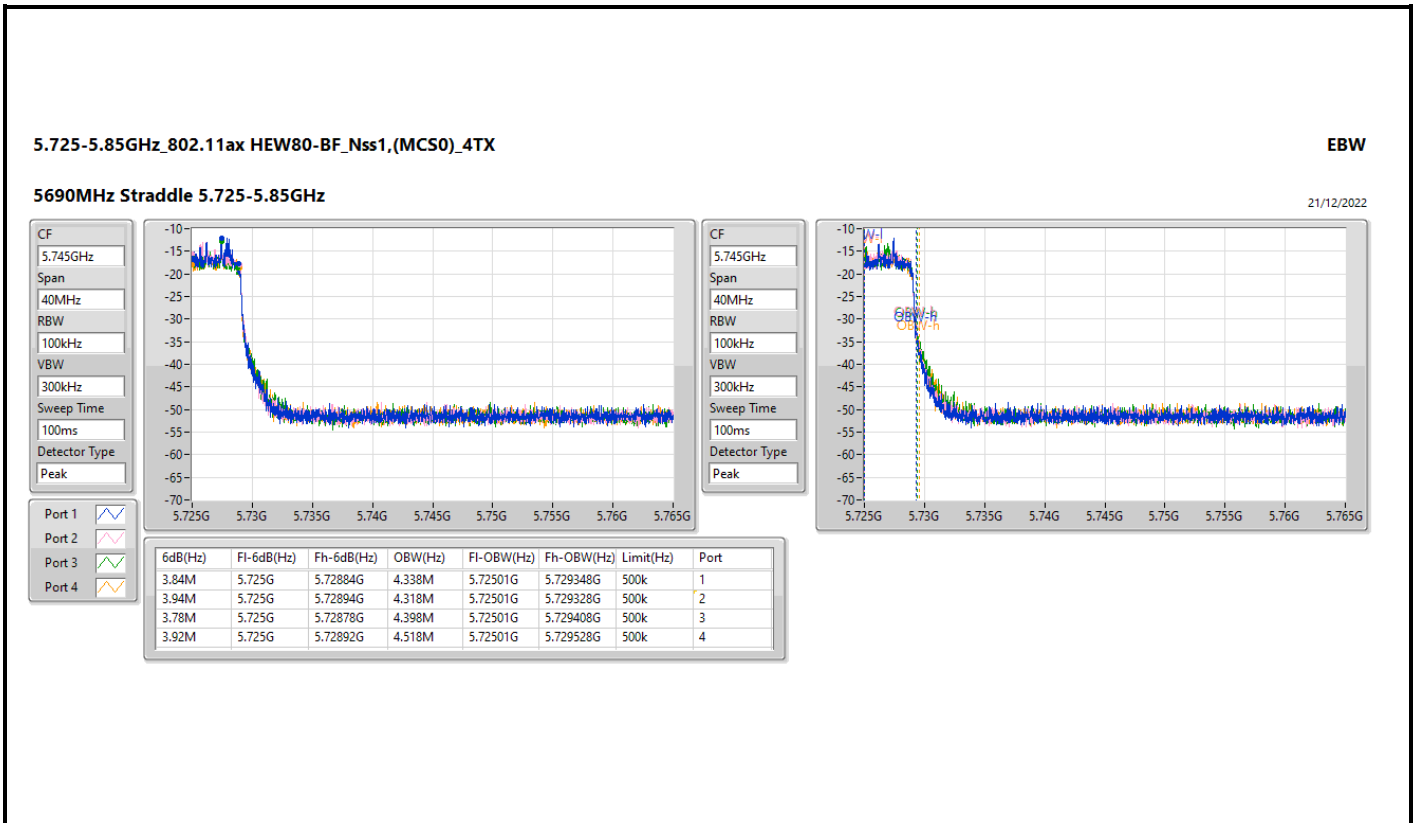 5.725-5.85GHz_802.11ax HEW80-BF_Nss1,(MCS0)_4TX
EBW
5690MHz Straddle 5.725-5.85GHz
21/12/2022
CF
5.745GHz
Span
40MHz
RBW
100kHz
VBW
300kHz
Sweep Time
100ms
Detector Type
Peak
-10
-15
-20
-25
-30
-35
-40
-45
-50
-55
-60
-65
-70
5.725G 5.73G 5.735G 5.74G 5.745G 5.75G 5.755G 5.76G 5.765G
CF
5.745GHz
Span
40MHz
RBW
100kHz
VBW
300kHz
Sweep Time
100ms
Detector Type
Peak
-10
-15
-20
-25
-30
-35
-40
-45
-50
-55
-60
-65
-70
W-l
OBW-h
OBW-h
5.725G 5.73G 5.735G 5.74G 5.745G 5.75G 5.755G 5.76G 5.765G
Port 1
Port 2
Port 3
Port 4
6dB(Hz) Fl-6dB(Hz) Fh-6dB(Hz) OBW(Hz) Fl-OBW(Hz) Fh-OBW(Hz) Limit(Hz) Port
3.84M 5.725G 5.72884G 4.338M 5.72501G 5.729348G 500k 1
3.94M 5.725G 5.72894G 4.318M 5.72501G 5.729328G 500k 2
3.78M 5.725G 5.72878G 4.398M 5.72501G 5.729408G 500k 3
3.92M 5.725G 5.72892G 4.518M 5.72501G 5.729528G 500k 4